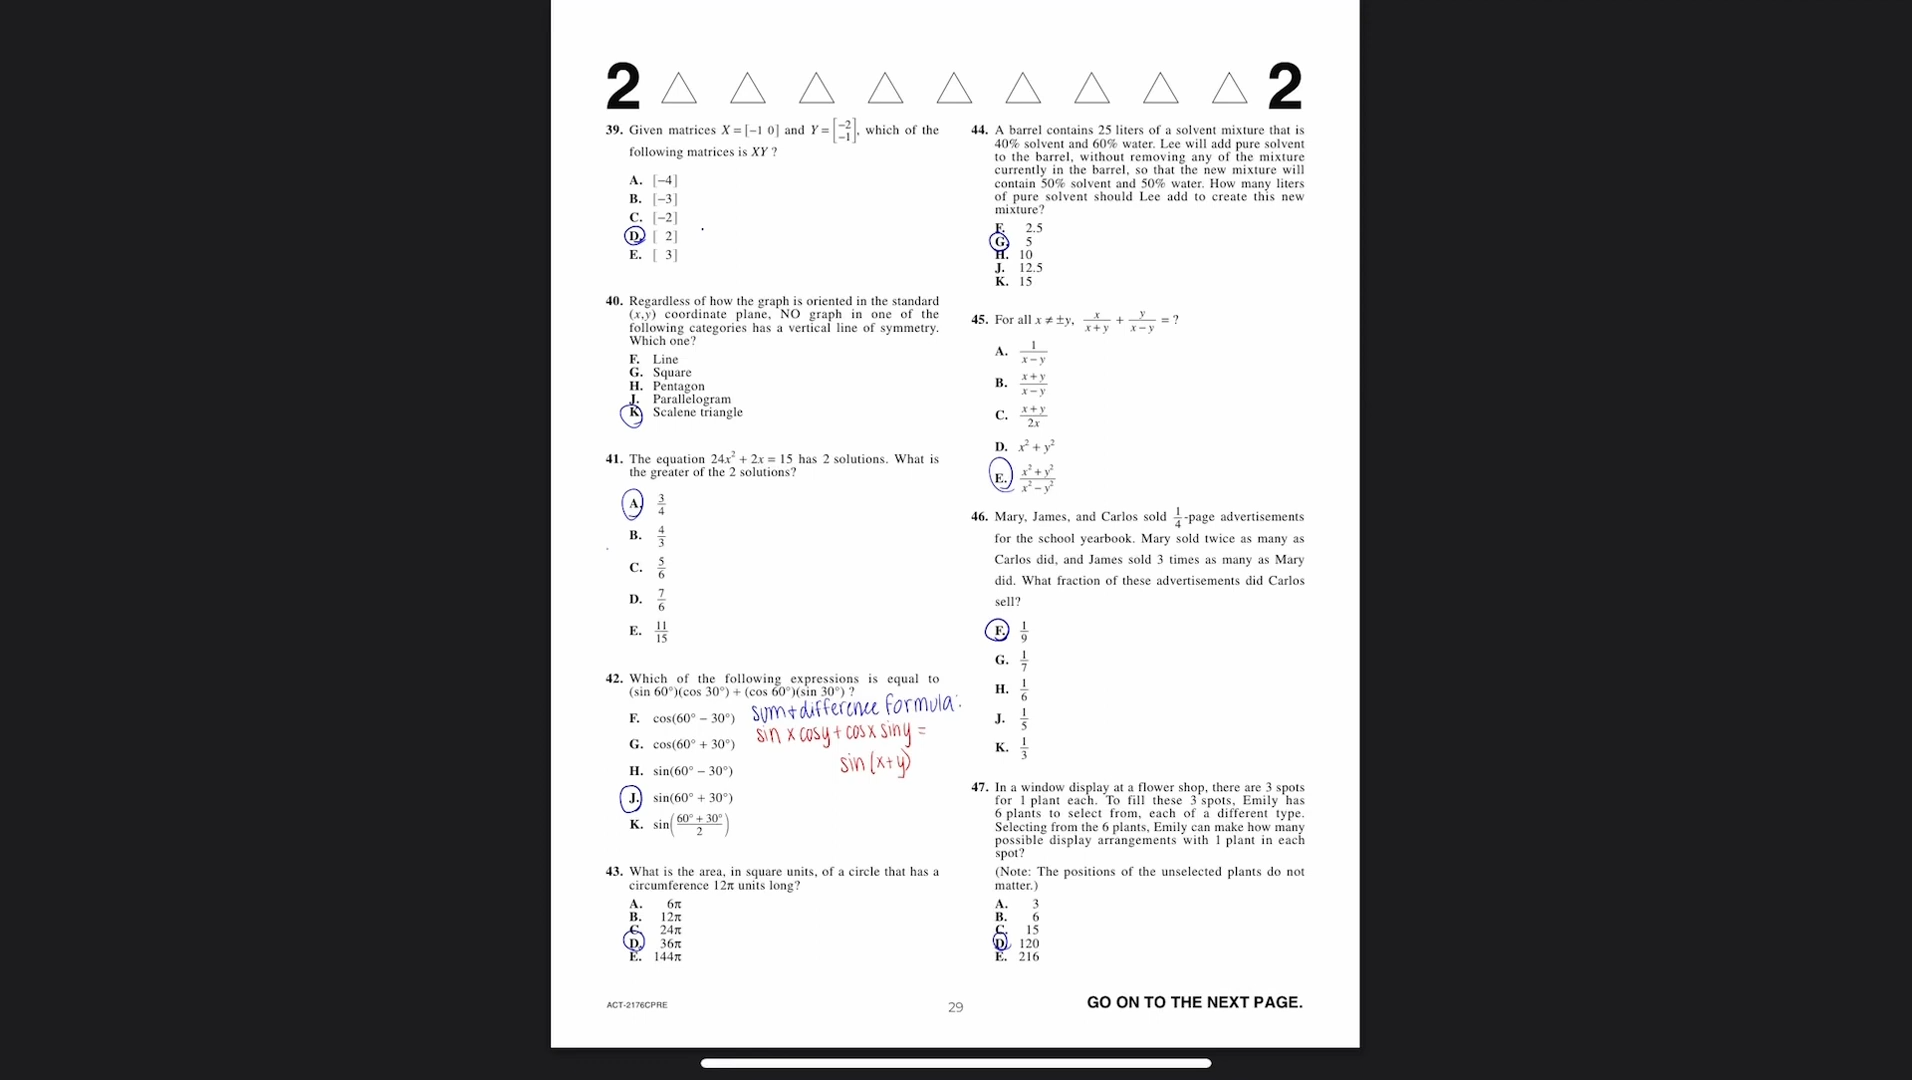 2 2
39. Given matrices X = [−1 0] and Y = [−2 −1], which of the
following matrices is XY ?
A. [−4]
B. [−3]
C. [−2]
D. [ 2]
E. [ 3]
40. Regardless of how the graph is oriented in the standard
(x,y) coordinate plane, NO graph in one of the
following categories has a vertical line of symmetry.
Which one?
F. Line
G. Square
H. Pentagon
J. Parallelogram
K. Scalene triangle
41. The equation 24x² + 2x = 15 has 2 solutions. What is
the greater of the 2 solutions?
A. 3/4
B. 4/3
C. 5/6
D. 7/6
E. 11/15
42. Which of the following expressions is equal to
(sin 60°)(cos 30°) + (cos 60°)(sin 30°) ?
sum + difference formula:
F. cos(60° − 30°)
sin x cosy + cosx siny =
G. cos(60° + 30°)
sin (x+y)
H. sin(60° − 30°)
J. sin(60° + 30°)
K. sin((60° + 30°)/2)
43. What is the area, in square units, of a circle that has a
circumference 12π units long?
A. 6π
B. 12π
C. 24π
D. 36π
E. 144π
44. A barrel contains 25 liters of a solvent mixture that is
40% solvent and 60% water. Lee will add pure solvent
to the barrel, without removing any of the mixture
currently in the barrel, so that the new mixture will
contain 50% solvent and 50% water. How many liters
of pure solvent should Lee add to create this new
mixture?
F. 2.5
G. 5
H. 10
J. 12.5
K. 15
45. For all x ≠ ±y, x/(x + y) + y/(x − y) = ?
A. 1/(x − y)
B. (x + y)/(x − y)
C. (x + y)/2x
D. x² + y²
E. (x² + y²)/(x² − y²)
46. Mary, James, and Carlos sold 1/4-page advertisements
for the school yearbook. Mary sold twice as many as
Carlos did, and James sold 3 times as many as Mary
did. What fraction of these advertisements did Carlos
sell?
F. 1/9
G. 1/7
H. 1/6
J. 1/5
K. 1/3
47. In a window display at a flower shop, there are 3 spots
for 1 plant each. To fill these 3 spots, Emily has
6 plants to select from, each of a different type.
Selecting from the 6 plants, Emily can make how many
possible display arrangements with 1 plant in each
spot?
(Note: The positions of the unselected plants do not
matter.)
A. 3
B. 6
C. 15
D. 120
E. 216
ACT-2176CPRE
29
GO ON TO THE NEXT PAGE.